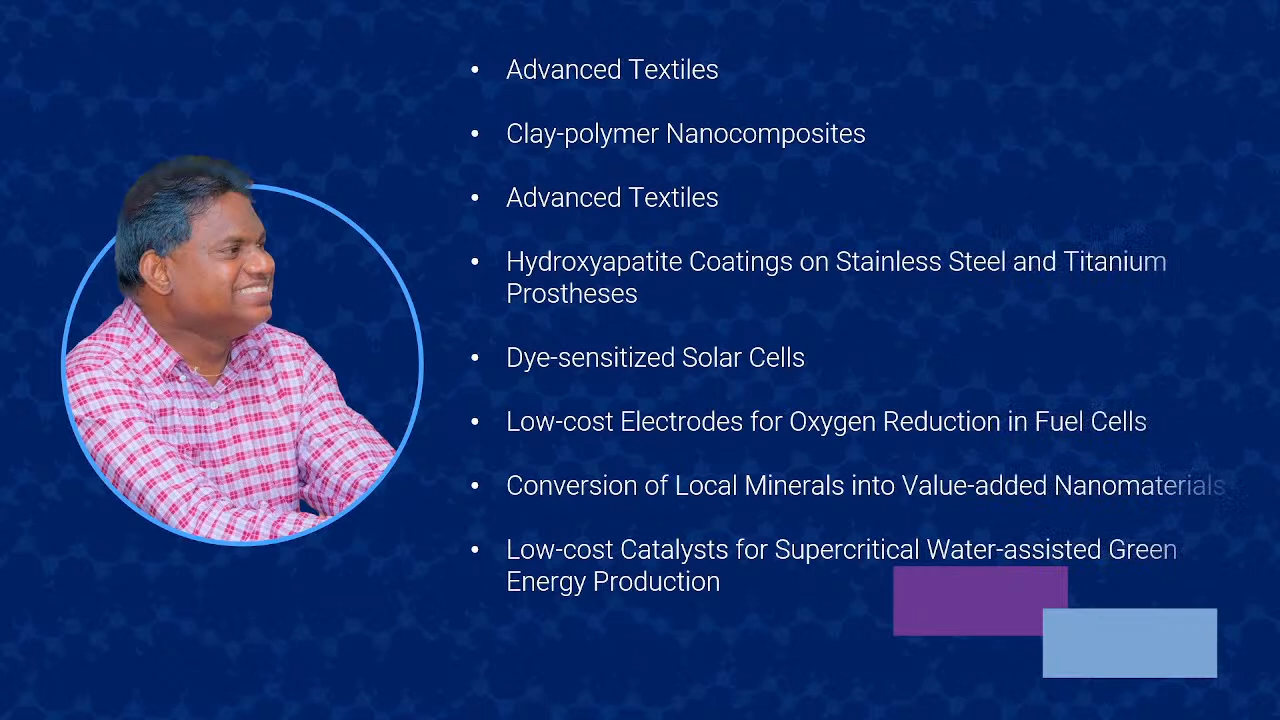 • Advanced Textiles
• Clay-polymer Nanocomposites
• Advanced Textiles
• Hydroxyapatite Coatings on Stainless Steel and Titanium
Prostheses
• Dye-sensitized Solar Cells
• Low-cost Electrodes for Oxygen Reduction in Fuel Cells
• Conversion of Local Minerals into Value-added Nanomaterials
• Low-cost Catalysts for Supercritical Water-assisted Green
Energy Production